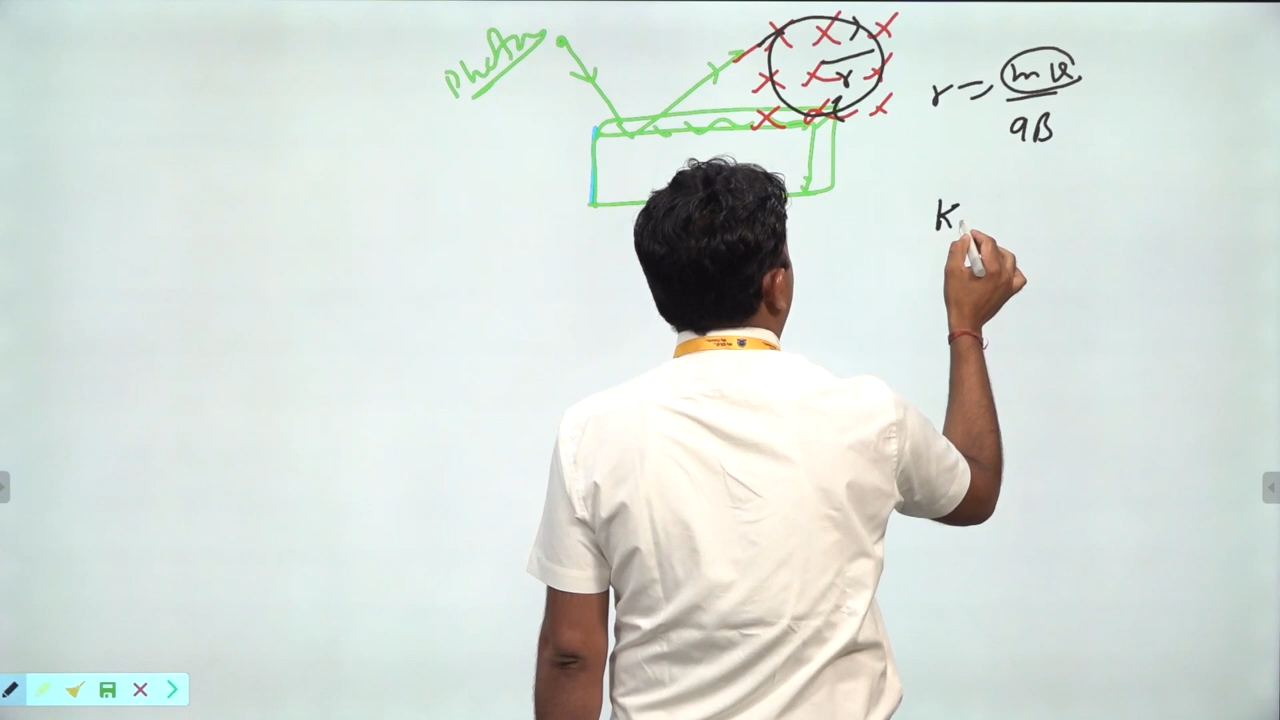 photon
r = mv
qB
r
K